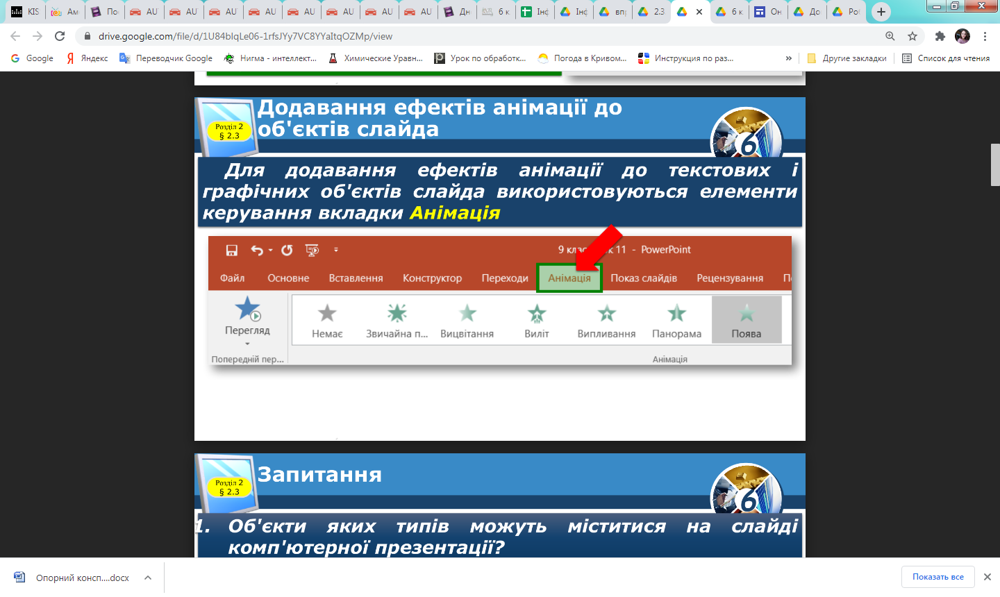 KIS
Ам
По
AU
AU
AU
AU
AU
AU
AU
AU
Дн
6 к
Інф
Інф
впр
2.3
6 к
Он
До
Роб
drive.google.com/file/d/1U84blqLe06-1rfsJYy7VC8YYaItqOZMp/view
Google
Яндекс
Переводчик Google
Нигма - интеллект...
Химические Уравн...
Урок по обработк...
Погода в Кривом...
Инструкция по раз...
»
Другие закладки
Список для чтения
Розділ 2
§ 2.3
Додавання ефектів анімації до
об'єктів слайда
6
Для додавання ефектів анімації до текстових і
графічних об'єктів слайда використовуються елементи
керування вкладки Анімація
9 клас 11 - PowerPoint
Файл
Основне
Вставлення
Конструктор
Переходи
Анімація
Показ слайдів
Рецензування
Перегляд
Немає
Звичайна п...
Вицвітання
Виліт
Випливання
Панорама
Поява
Попередній пер...
Анімація
Розділ 2
§ 2.3
Запитання
6
1. Об'єкти яких типів можуть міститися на слайді
комп'ютерної презентації?
Опорний консп....docx
Показать все